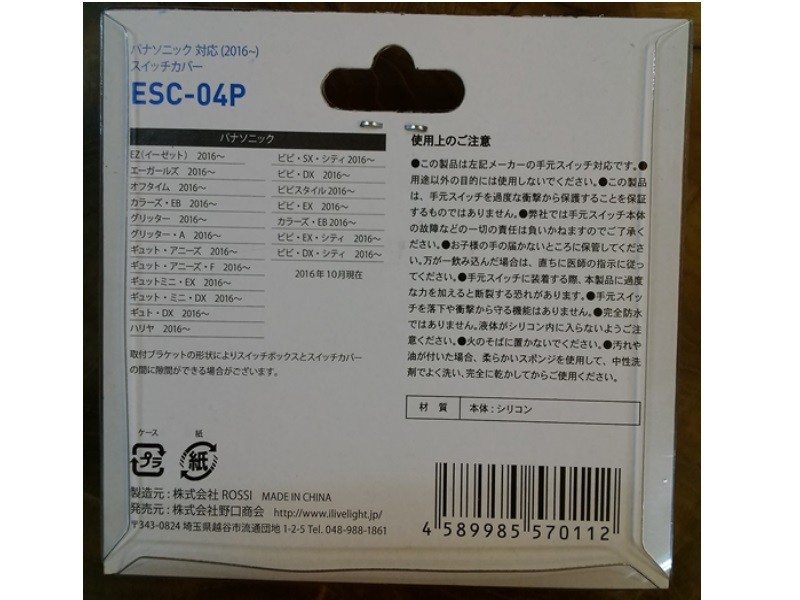 パナソニック 対応 (2016~)
スイッチカバー
ESC-04P
パナソニック
EZ(イーゼット) 2016～
エーガールズ 2016～
オフタイム 2016～
カラーズ・EB 2016～
グリッター 2016～
グリッター・A 2016～
ギュット・アニーズ 2016～
ギュット・アニーズ・F 2016～
ギュットミニ・EX 2016～
ギュット・ミニ・DX 2016～
ギュト・DX 2016～
ハリヤ 2016～
ビビ・SX・シティ 2016～
ビビ・DX 2016～
ビビスタイル 2016～
ビビ・EX 2016～
カラーズ・EB 2016～
ビビ・EX・シティ 2016～
ビビ・DX・シティ 2016～
2016年10月現在
取付ブラケットの形状によりスイッチボックスとスイッチカバー
の間に隙間ができる場合がございます。
使用上のご注意
●この製品は左記メーカーの手元スイッチ対応です。●
用途以外の目的には使用しないでください。●この製品
は、手元スイッチを過度な衝撃から保護することを保証
するものではありません。●弊社では手元スイッチ本体
の故障などの一切の責任は負いかねますのでご了承く
ださい。●お子様の手の届かないところに保管してくださ
い。万が一飲み込んだ場合は、直ちに医師の指示に従っ
てください。●手元スイッチに装着する際、本製品に過度
な力を加えると断裂する恐れがあります。●手元スイッ
チを落下や衝撃から守る機能はありません。●完全防水
ではありません。液体がシリコン内に入らないようご注
意ください。●火のそばに置かないでください。●汚れや
油が付いた場合、柔らかいスポンジを使用して、中性洗
剤でよく洗い、完全に乾かしてからご使用ください。
材 質 本体：シリコン
ケース 紙
プラ 紙
製造元：株式会社 ROSSI MADE IN CHINA
発売元：株式会社野口商会 http://www.ilivelight.jp/
〒343-0824 埼玉県越谷市流通団地 1-2-5 Tel. 048-988-1861
4 589985 570112